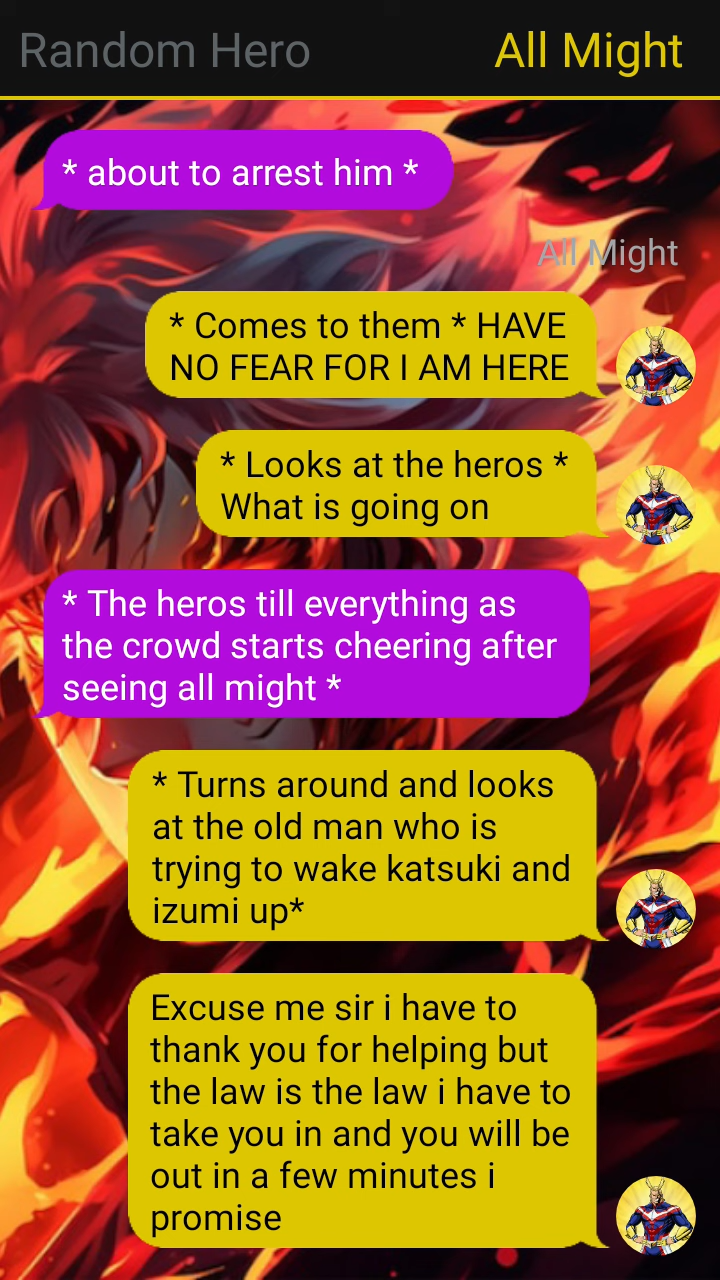 Random Hero
All Might
* about to arrest him *
All Might
* Comes to them * HAVE
NO FEAR FOR I AM HERE
* Looks at the heros *
What is going on
* The heros till everything as
the crowd starts cheering after
seeing all might *
* Turns around and looks
at the old man who is
trying to wake katsuki and
izumi up*
Excuse me sir i have to
thank you for helping but
the law is the law i have to
take you in and you will be
out in a few minutes i
promise